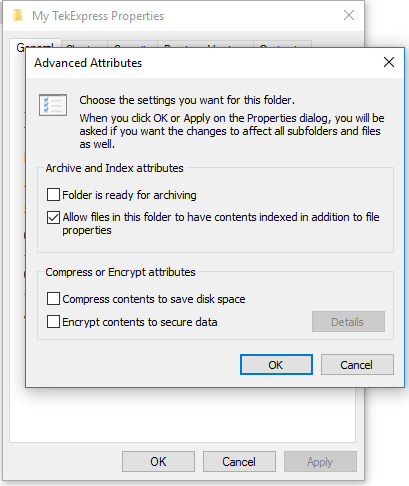 My TekExpress Properties
Advanced Attributes
Choose the settings you want for this folder.
When you click OK or Apply on the Properties dialog, you will be
asked if you want the changes to affect all subfolders and files
as well.
Archive and Index attributes
Folder is ready for archiving
Allow files in this folder to have contents indexed in addition to file
properties
Compress or Encrypt attributes
Compress contents to save disk space
Encrypt contents to secure data
Details
OK Cancel
OK Cancel Apply